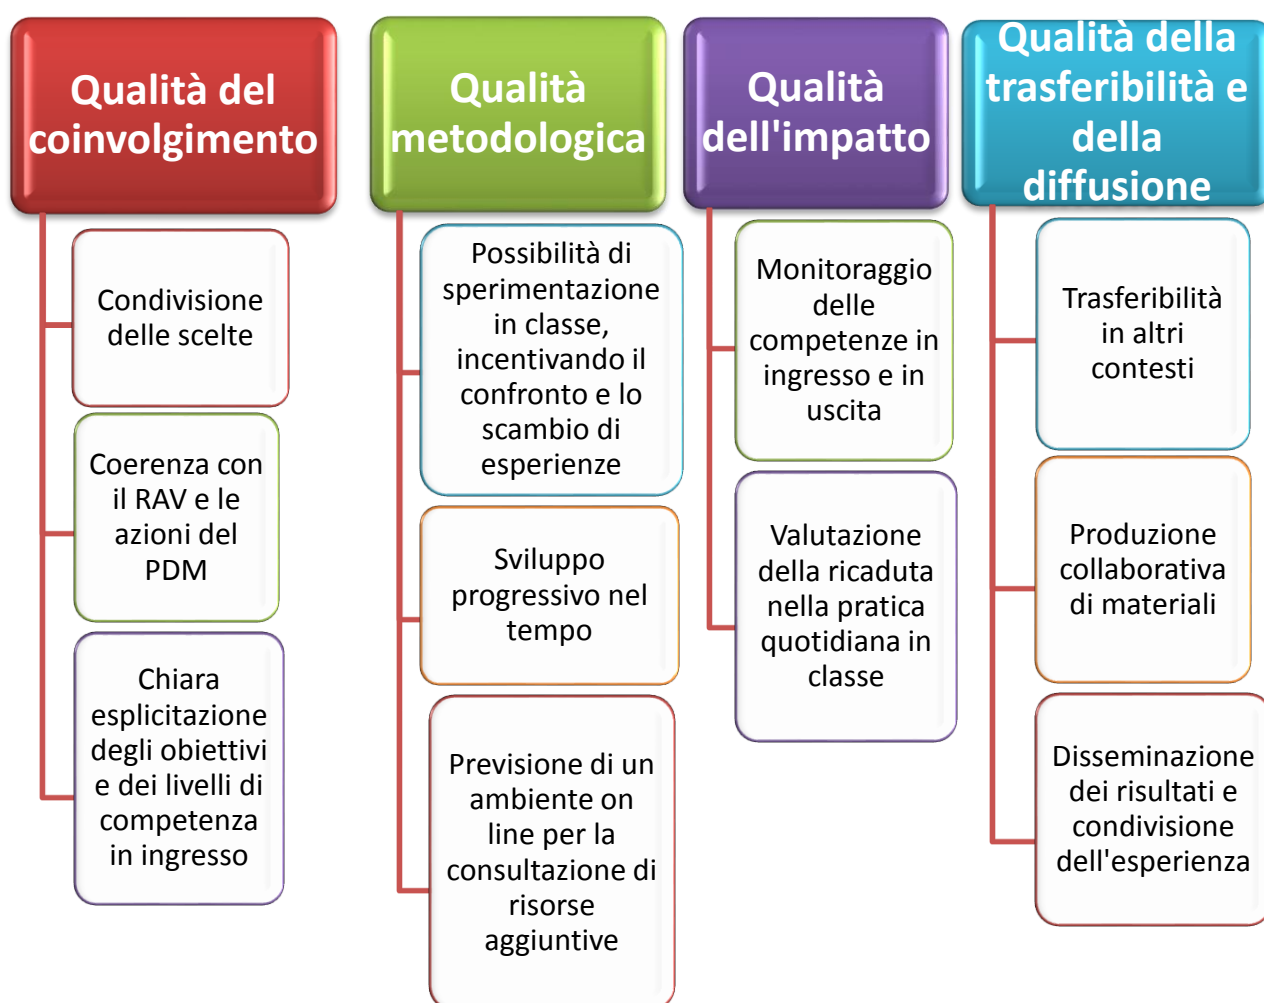 Qualità del
coinvolgimento
Condivisione
delle scelte
Coerenza con
il RAV e le
azioni del
PDM
Chiara
esplicitazione
degli obiettivi
e dei livelli di
competenza
in ingresso
Qualità
metodologica
Possibilità di
sperimentazione
in classe,
incentivando il
confronto e lo
scambio di
esperienze
Sviluppo
progressivo nel
tempo
Previsione di un
ambiente on
line per la
consultazione di
risorse
aggiuntive
Qualità
dell'impatto
Monitoraggio
delle
competenze in
ingresso e in
uscita
Valutazione
della ricaduta
nella pratica
quotidiana in
classe
Qualità della
trasferibilità e
della
diffusione
Trasferibilità
in altri
contesti
Produzione
collaborativa
di materiali
Disseminazione
dei risultati e
condivisione
dell'esperienza